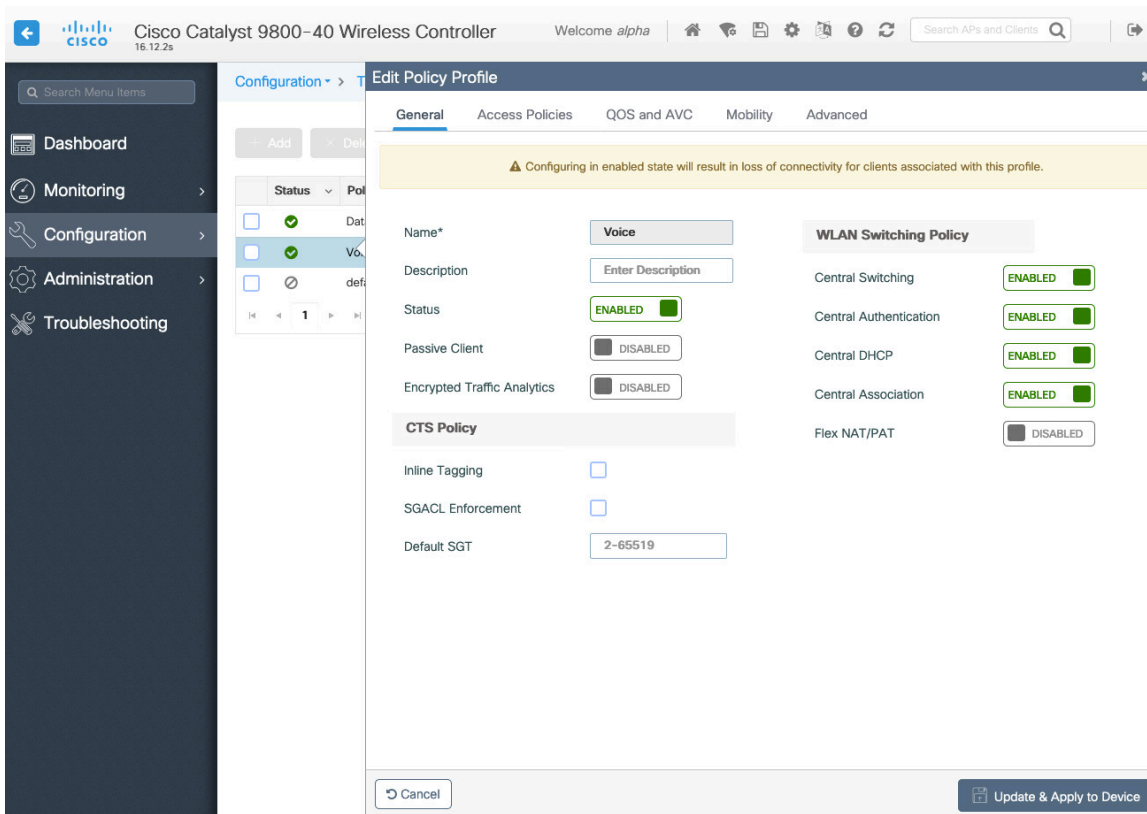 CISCO
Cisco Catalyst 9800-40 Wireless Controller
16.12.2s
Welcome alpha
Search APs and Clients
Search Menu Items
Dashboard
Monitoring
Configuration
Administration
Troubleshooting
Configuration > T
+ Add
× Dele
Status Pol
Dat
Vo
defa
1
Edit Policy Profile
General Access Policies QOS and AVC Mobility Advanced
Configuring in enabled state will result in loss of connectivity for clients associated with this profile.
Name* Voice
Description Enter Description
Status ENABLED
Passive Client DISABLED
Encrypted Traffic Analytics DISABLED
CTS Policy
Inline Tagging
SGACL Enforcement
Default SGT 2-65519
WLAN Switching Policy
Central Switching ENABLED
Central Authentication ENABLED
Central DHCP ENABLED
Central Association ENABLED
Flex NAT/PAT DISABLED
Cancel
Update & Apply to Device